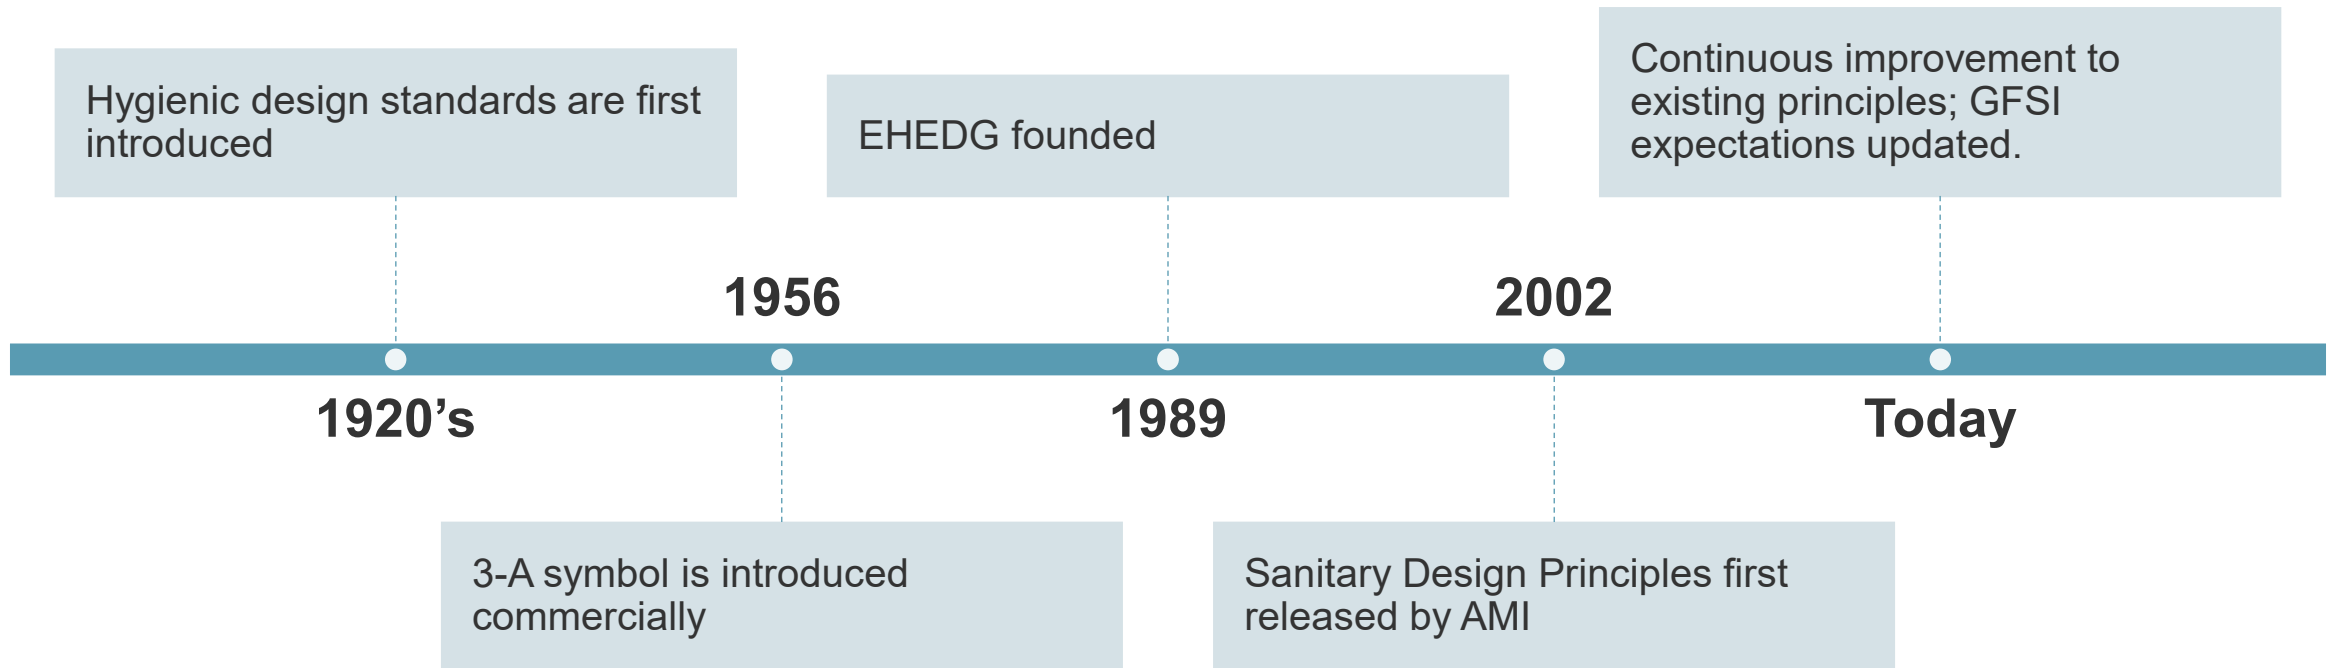 Hygienic design standards are first
introduced
EHEDG founded
Continuous improvement to
existing principles; GFSI
expectations updated.
1956
2002
1920’s
1989
Today
3-A symbol is introduced
commercially
Sanitary Design Principles first
released by AMI